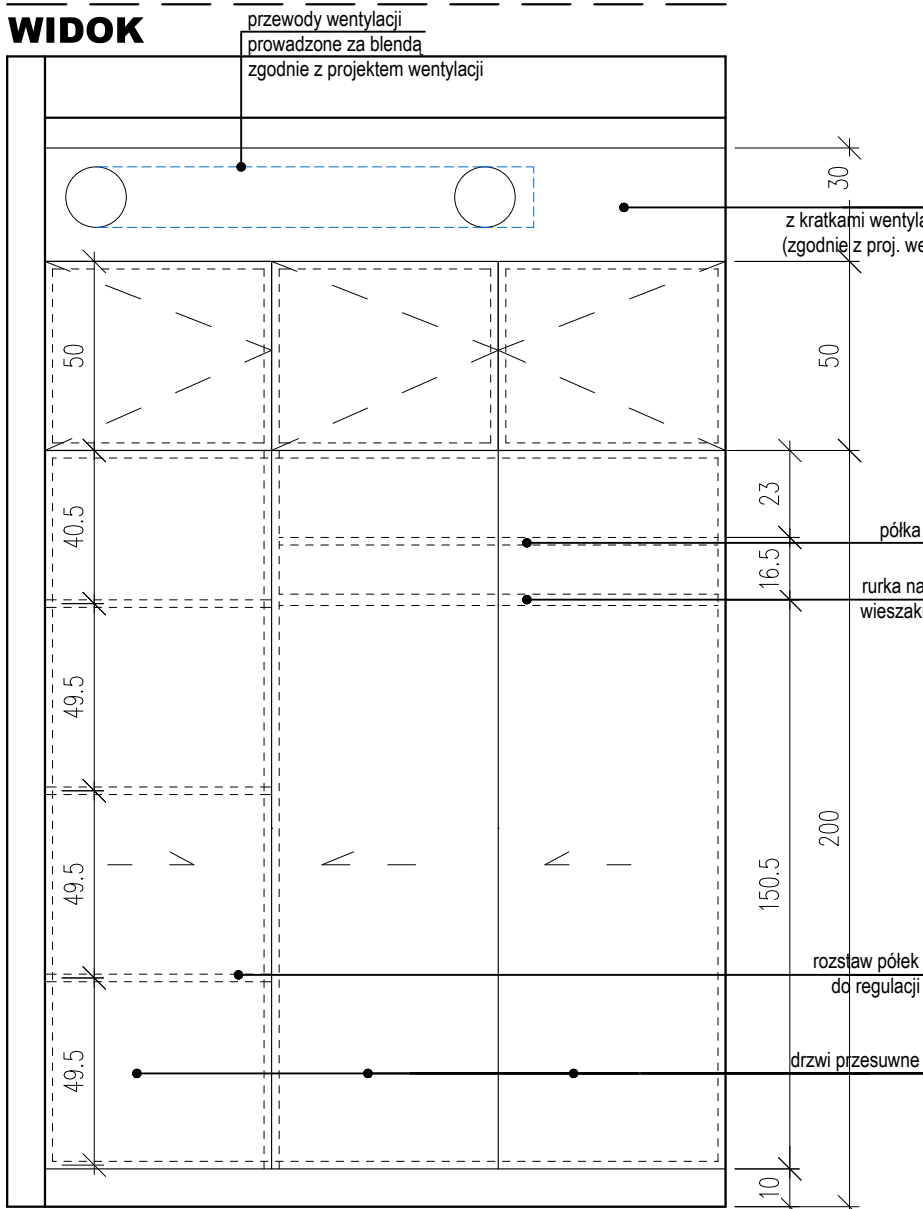 WIDOK
przewody wentylacji
prowadzone za blendą
zgodnie z projektem wentylacji
30
z kratkami wentyla
(zgodnie z proj. we
50
50
40.5
23
półka
16.5
rurka na
wieszak
49.5
200
49.5
150.5
rozstaw półek
do regulacji
49.5
drzwi przesuwne
10